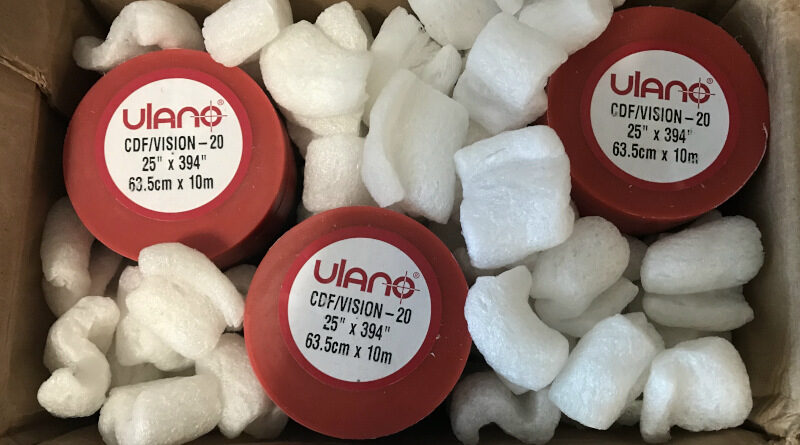 ulano®
CDF/VISION-20
25" x 394"
63.5cm x 10m
ulano®
CDF/VISION-20
25" x 394"
63.5cm x 10m
ulano®
CDF/VISION-20
25" x 394"
63.5cm x 10m